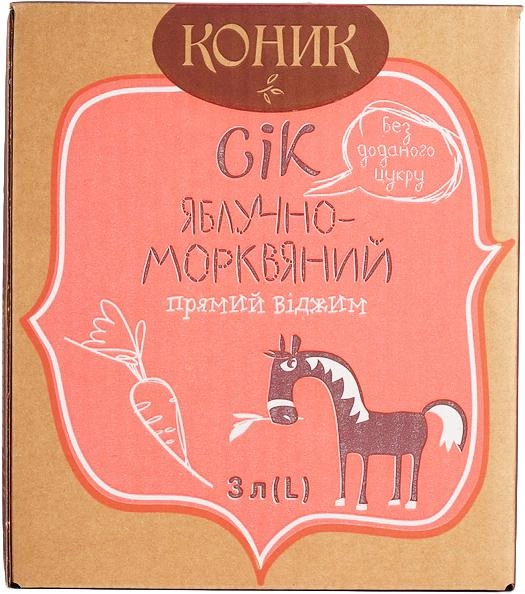 КОНИК
Без
доданого
цукру
Сік
ЯБЛУЧНО-
МОРКВЯНИЙ
прямий віджим
3 л (L)